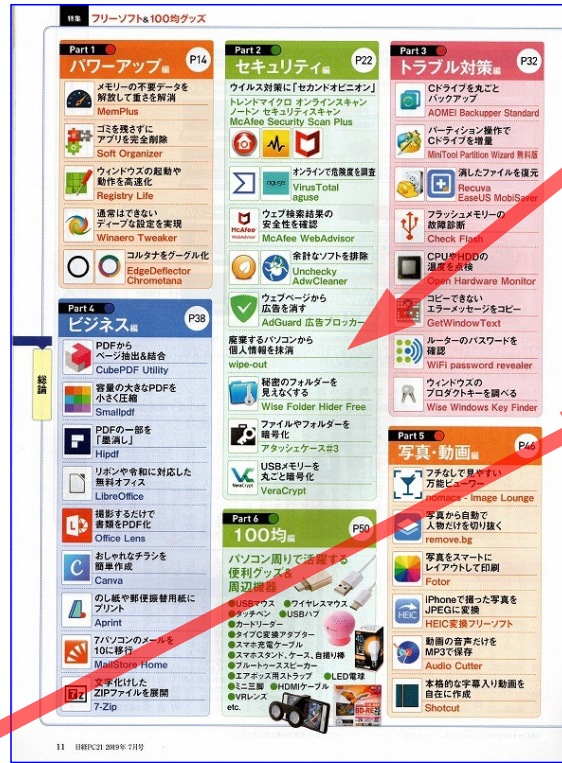 特集 フリーソフト&100均グッズ
Part 1
パワーアップ編 P14
メモリーの不要データを
解放して重さを解消
MemPlus
ゴミを残さずに
アプリを完全削除
Soft Organizer
ウィンドウズの起動や
動作を高速化
Registry Life
通常はできない
ディープな設定を実現
Winaero Tweaker
コルタナをグーグル化
EdgeDeflector
Chrometana
Part 2
セキュリティ編 P22
ウイルス対策に「セカンドオピニオン」
トレンドマイクロ オンラインスキャン
ノートン セキュリティスキャン
McAfee Security Scan Plus
オンラインで危険度を調査
aguse.
VirusTotal
aguse
ウェブ検索結果の
安全性を確認
McAfee WebAdvisor
余計なソフトを排除
Unchecky
AdwCleaner
ウェブページから
広告を消す
AdGuard 広告ブロッカー
廃棄するパソコンから
個人情報を抹消
wipe-out
秘密のフォルダーを
見えなくする
Wise Folder Hider Free
ファイルやフォルダーを
暗号化
アタッシェケース#3
USBメモリーを
丸ごと暗号化
VeraCrypt
Part 3
トラブル対策編 P32
Cドライブを丸ごと
バックアップ
AOMEI Backupper Standard
パーティション操作で
Cドライブを増量
MiniTool Partition Wizard 無料版
消したファイルを復元
Recuva
EaseUS MobiSaver
フラッシュメモリーの
故障診断
Check Flash
CPUやHDDの
温度を点検
Open Hardware Monitor
コピーできない
エラーメッセージをコピー
GetWindowText
ルーターのパスワードを
確認
WiFi password revealer
ウィンドウズの
プロダクトキーを調べる
Wise Windows Key Finder
総論
Part 4
ビジネス編 P38
PDFから
ページ抽出&結合
CubePDF Utility
容量の大きなPDFを
小さく圧縮
Smallpdf
PDFの一部を
「墨消し」
Hipdf
リボンや令和に対応した
無料オフィス
LibreOffice
撮影するだけで
書類をPDF化
Office Lens
おしゃれなチラシを
簡単作成
Canva
のし紙や郵便振替用紙に
プリント
Aprint
7パソコンのメールを
10に移行
MailStore Home
文字化けした
ZIPファイルを展開
7-Zip
Part 5
写真・動画編 P46
フチなしで見やすい
万能ビューワー
nomacs - Image Lounge
写真から自動で
人物だけを切り抜く
remove.bg
写真をスマートに
レイアウトして印刷
Fotor
HEIC
iPhoneで撮った写真を
JPEGに変換
HEIC変換フリーソフト
動画の音声だけを
MP3で保存
Audio Cutter
本格的な字幕入り動画を
自在に作成
Shotcut
Part 6
100均編 P50
パソコン周りで活躍する
便利グッズ&
周辺機器
●USBマウス ●ワイヤレスマウス
●タッチペン ●USBハブ
●カードリーダー
●タイプC変換アダプター
●スマホ充電ケーブル
●スマホスタンド、ケース、自撮り棒
●ブルートゥーススピーカー
●エアポッズ用ストラップ ●LED電球
●ミニ三脚 ●HDMIケーブル
●VRレンズ
etc.
BD-RE
11 日経PC21 2019年 7月号